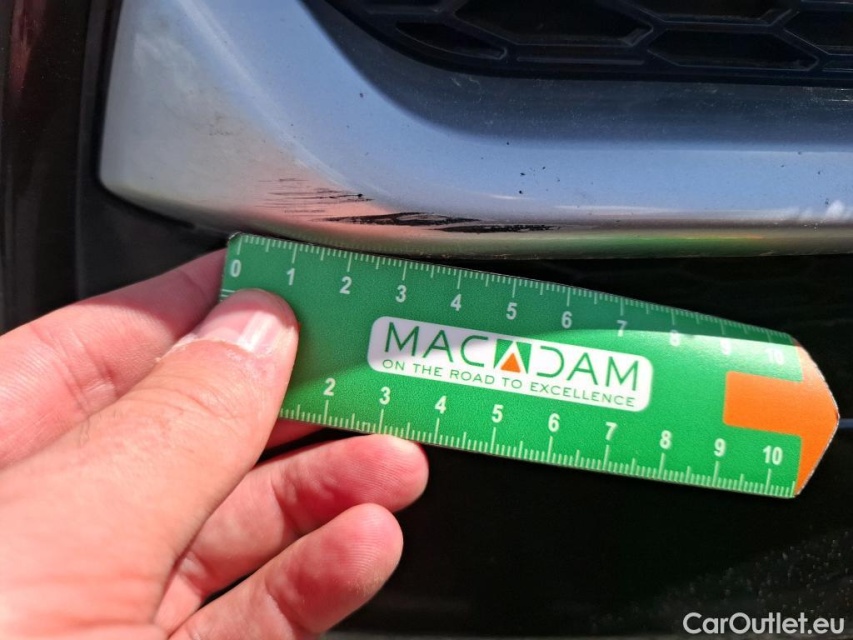 0 1 2 3 4 5 6 7 8 9 10
MACADAM
ON THE ROAD TO EXCELLENCE
2 3 4 5 6 7 8 9 10
CarOutlet.eu